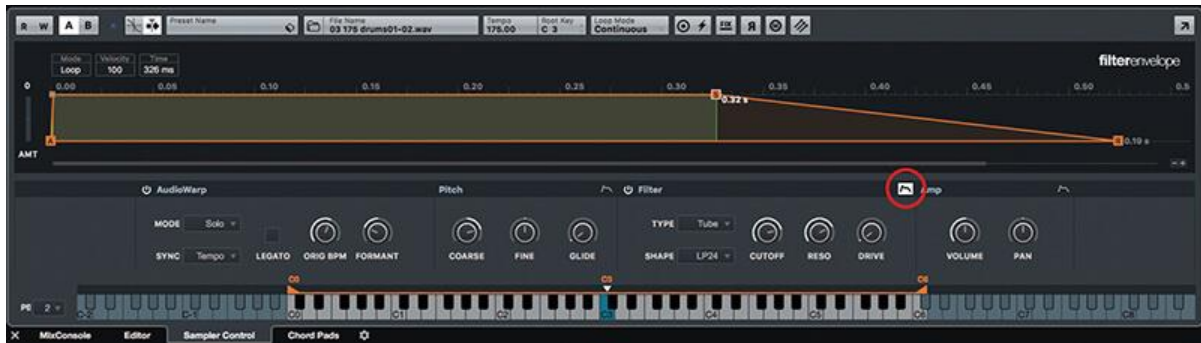 R W A B Preset Name File Name 03 175 drums01-02.wav Tempo 175.00 Root Key C 3 Loop Mode Continuous FIX R
Mode Loop Velocity 100 Time 326 ms filterenvelope
0 0.00 0.05 0.10 0.15 0.20 0.25 0.30 0.35 0.40 0.45 0.50 0.5
S 0.32 s
A R 0.19 s
AMT
AudioWarp Pitch Filter Amp
MODE Solo TYPE Tube
SYNC Tempo LEGATO ORIG BPM FORMANT COARSE FINE GLIDE SHAPE LP24 CUTOFF RESO DRIVE VOLUME PAN
C0 C3 C6
PB 2 C-2 C-1 C0 C1 C2 C3 C4 C5 C6 C7 C8
MixConsole Editor Sampler Control Chord Pads